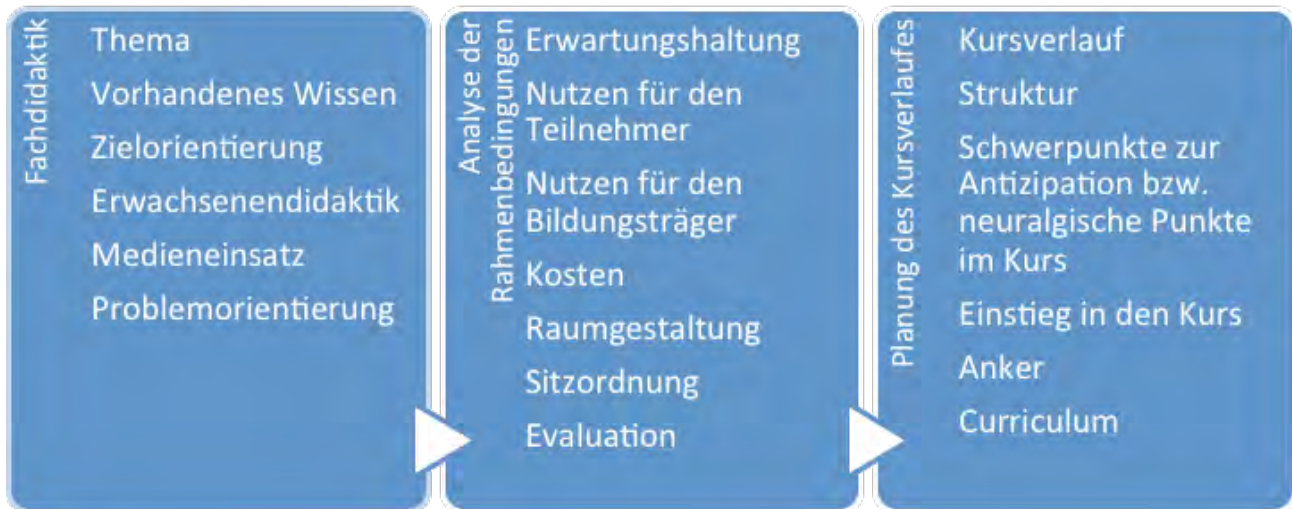 Fachdidaktik
Thema
Vorhandenes Wissen
Zielorientierung
Erwachsenendidaktik
Medieneinsatz
Problemorientierung
Analyse der
Rahmenbedingungen
Erwartungshaltung
Nutzen für den
Teilnehmer
Nutzen für den
Bildungsträger
Kosten
Raumgestaltung
Sitzordnung
Evaluation
Planung des Kursverlaufes
Kursverlauf
Struktur
Schwerpunkte zur
Antizipation bzw.
neuralgische Punkte
im Kurs
Einstieg in den Kurs
Anker
Curriculum